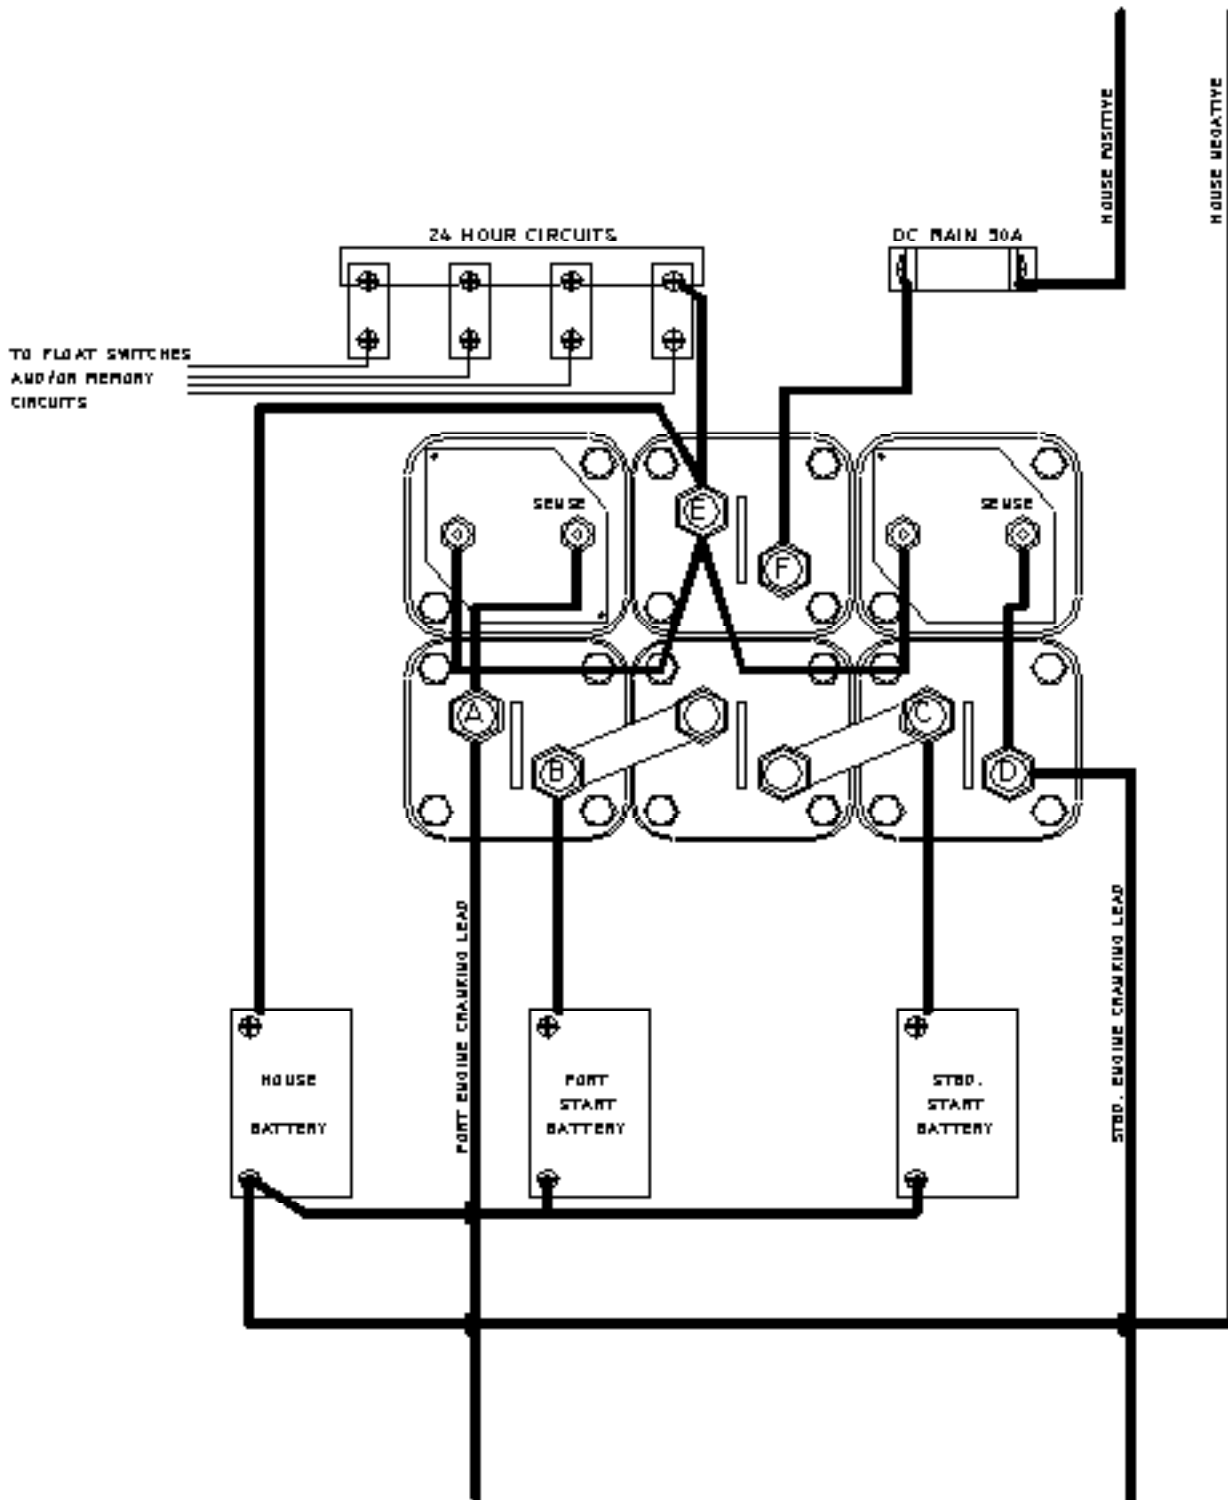 HOUSE POSITIVE
HOUSE NEGATIVE
24 HOUR CIRCUITS
DC MAIN 50A
TO FLOAT SWITCHES
AND/OR MEMORY
CIRCUITS
SENSE
E
SENSE
F
A
C
B
D
PORT ENGINE CRANKING LEAD
STBD. ENGINE CRANKING LEAD
HOUSE
BATTERY
PORT
START
BATTERY
STBD.
START
BATTERY